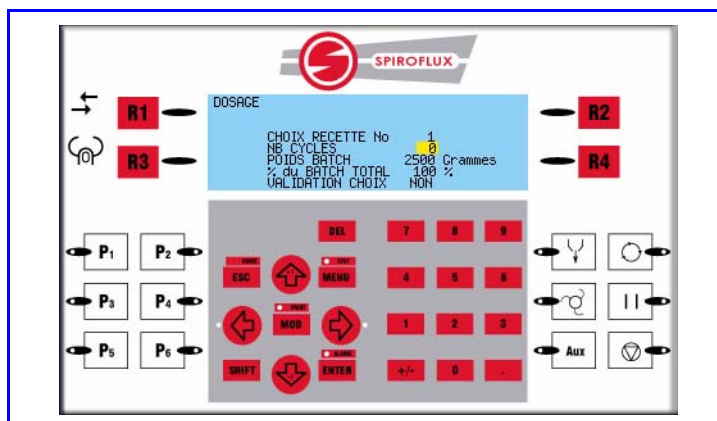 SPIROFLUX
R1
R2
R3
R4
DOSAGE
CHOIX RECETTE No 1
NB CYCLES 0
POIDS BATCH 2500 Grammes
% du BATCH TOTAL 100 %
VALIDATION CHOIX NON
DEL 7 8 9
ESC MENU 4 5 6
MOD 1 2 3
SHIFT ENTER +/- 0 .
P1 P2
P3 P4
P5 P6
Aux